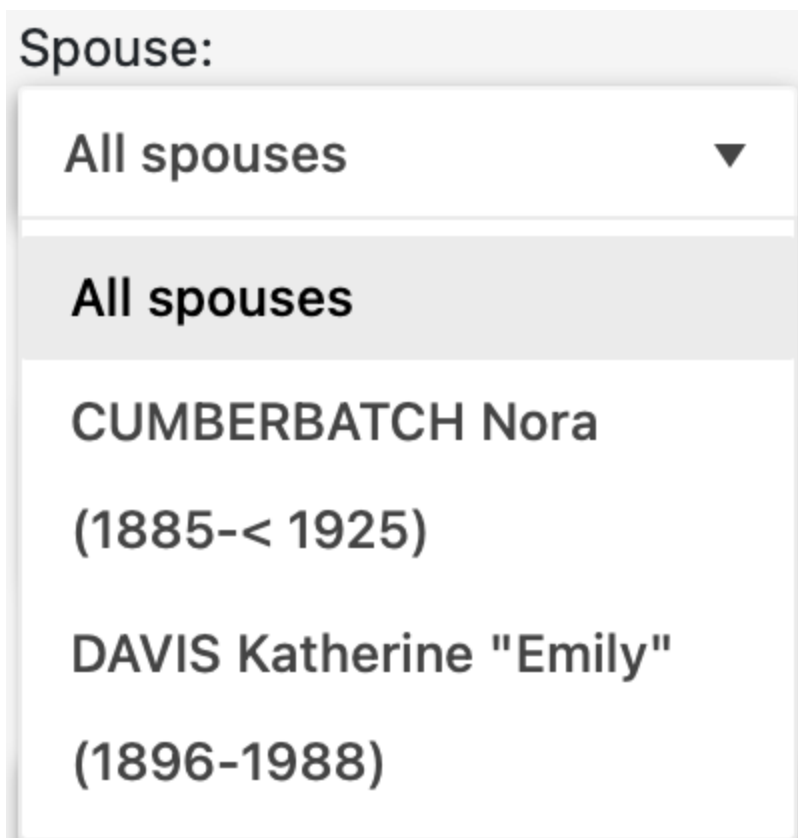 Spouse:
All spouses
All spouses
CUMBERBATCH Nora
(1885-< 1925)
DAVIS Katherine "Emily"
(1896-1988)